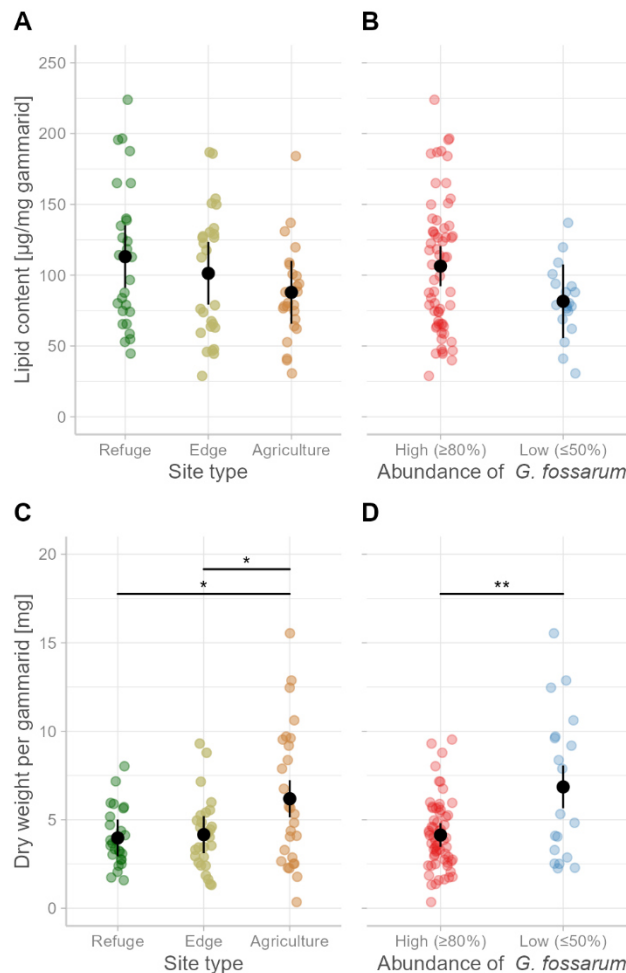 A
B
Lipid content [µg/mg gammarid]
250
200
150
100
50
0
Refuge Edge Agriculture
Site type
High (≥80%) Low (≤50%)
Abundance of G. fossarum
C
D
Dry weight per gammarid [mg]
20
15
10
5
0
*
*
**
Refuge Edge Agriculture
Site type
High (≥80%) Low (≤50%)
Abundance of G. fossarum